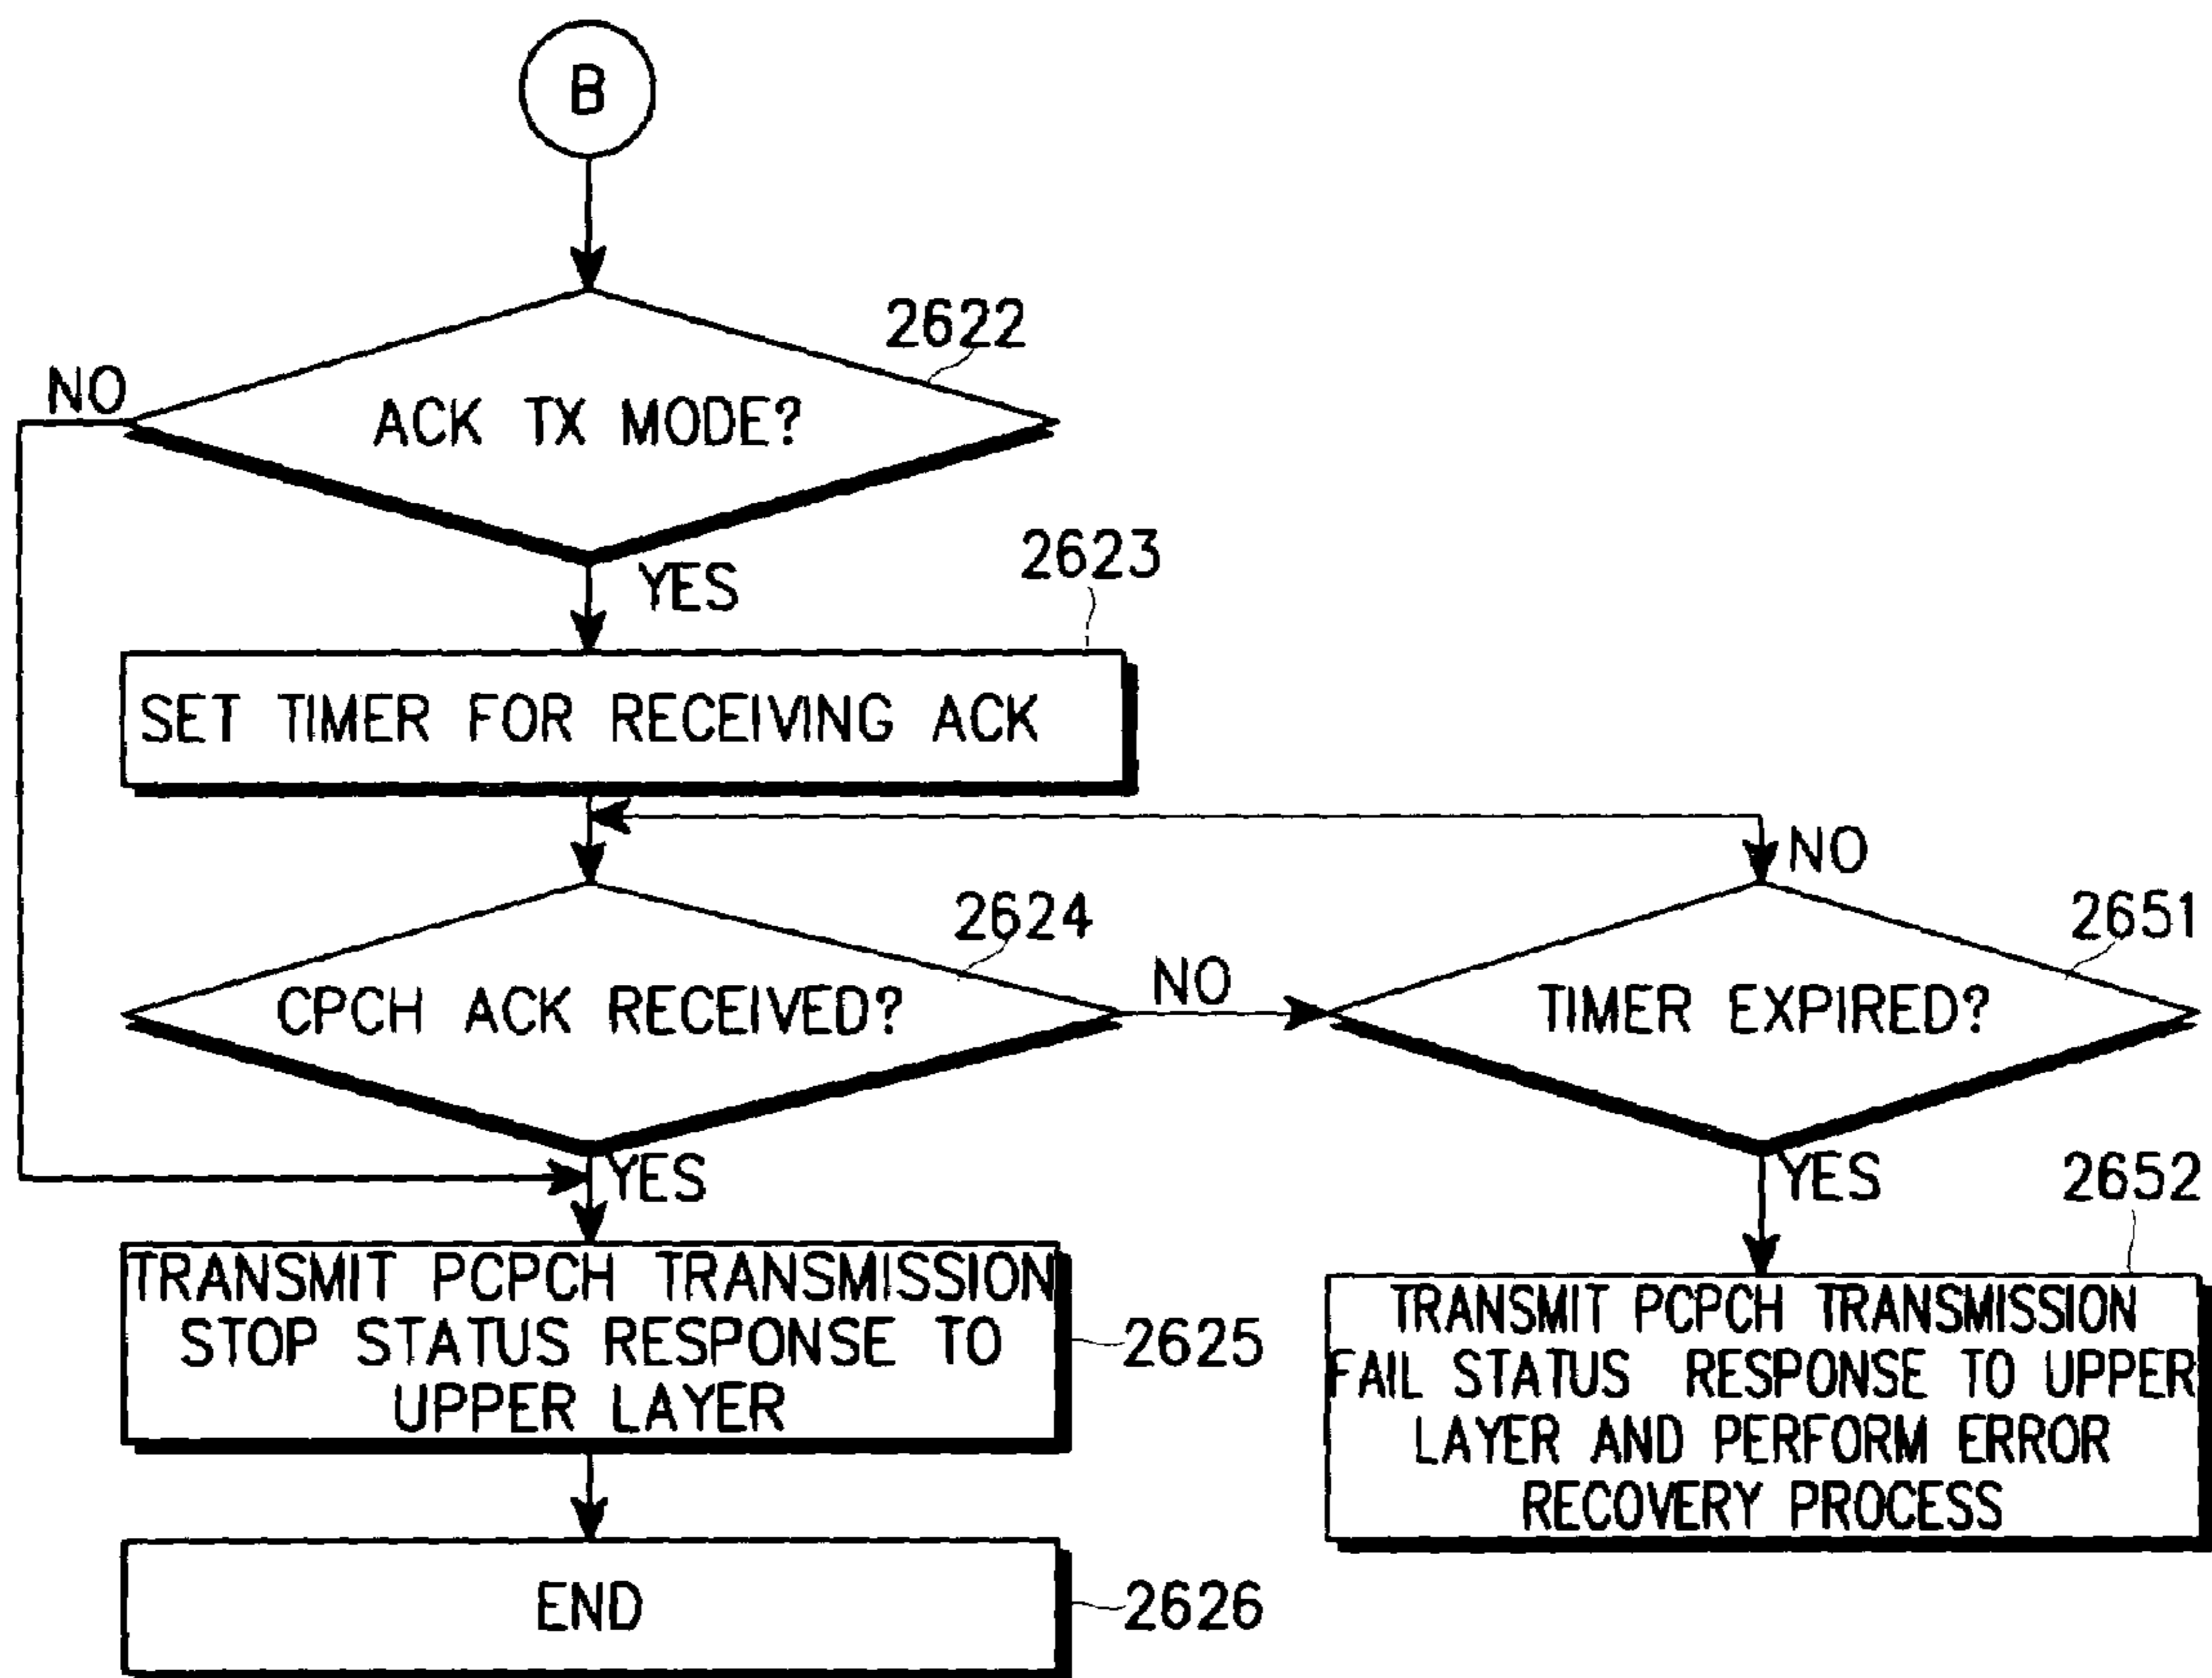 B
2622
NO
ACK TX MODE?
YES
2623
SET TIMER FOR RECEIVING ACK
NO
2624
2651
CPCH ACK RECEIVED?
NO
TIMER EXPIRED?
YES
YES
2652
TRANSMIT PCPCH TRANSMISSION
STOP STATUS RESPONSE TO
UPPER LAYER
2625
TRANSMIT PCPCH TRANSMISSION
FAIL STATUS RESPONSE TO UPPER
LAYER AND PERFORM ERROR
RECOVERY PROCESS
END
2626